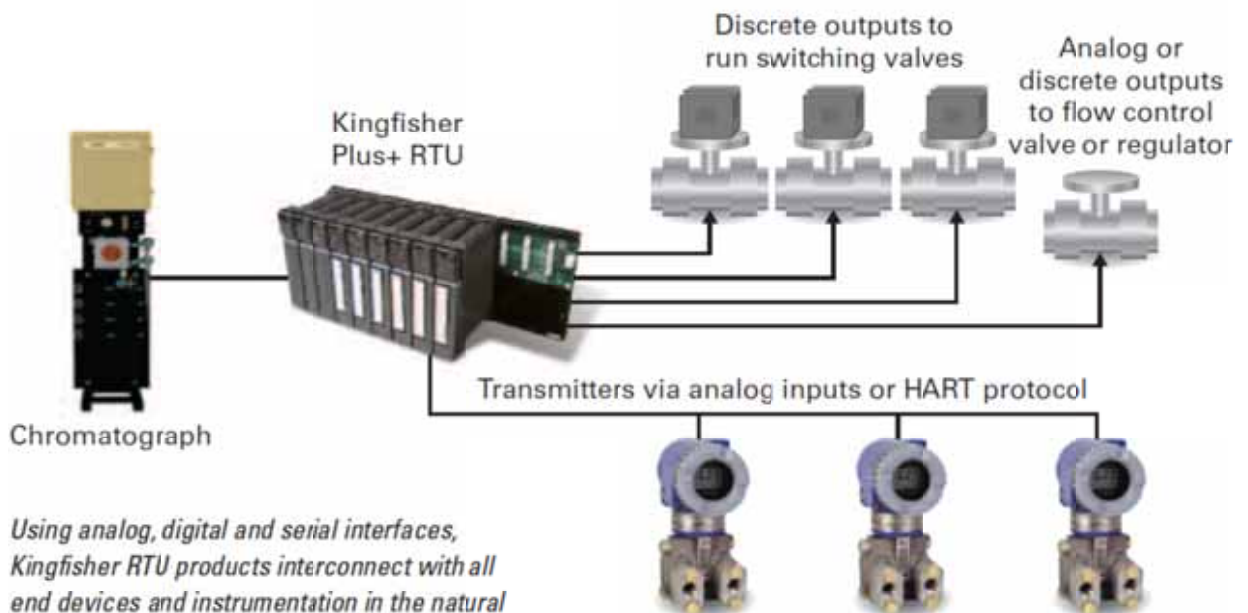 Discrete outputs to
run switching valves
Analog or
discrete outputs
to flow control
valve or regulator
Kingfisher
Plus+ RTU
Transmitters via analog inputs or HART protocol
Chromatograph
Using analog, digital and serial interfaces,
Kingfisher RTU products interconnect with all
end devices and instrumentation in the natural